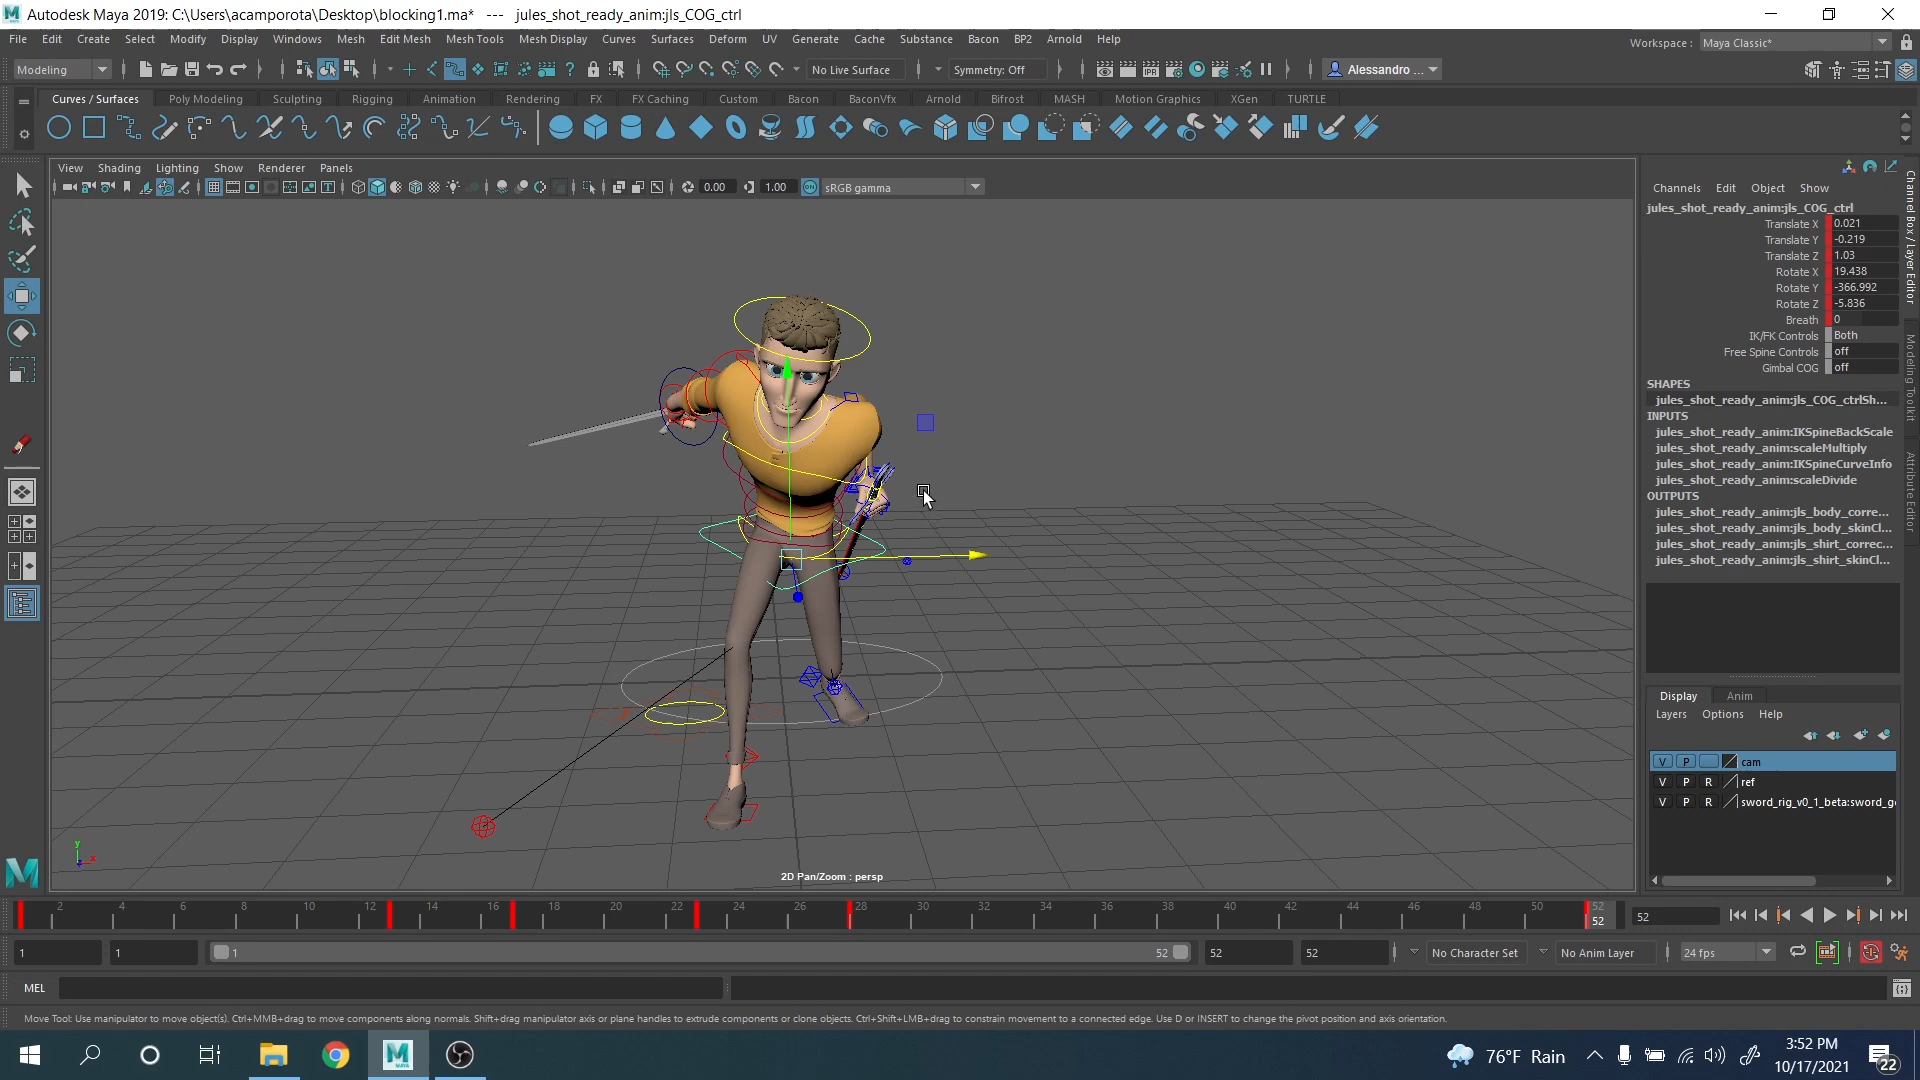 Autodesk Maya 2019: C:\Users\acamporota\Desktop\blocking1.ma* --- jules_shot_ready_anim:jls_COG_ctrl
File Edit Create Select Modify Display Windows Mesh Edit Mesh Mesh Tools Mesh Display Curves Surfaces Deform UV Generate Cache Substance Bacon BP2 Arnold Help
Workspace : Maya Classic*
Modeling No Live Surface Symmetry: Off Alessandro ...
Curves / Surfaces Poly Modeling Sculpting Rigging Animation Rendering FX FX Caching Custom Bacon BaconVfx Arnold Bifrost MASH Motion Graphics XGen TURTLE
View Shading Lighting Show Renderer Panels
0.00 1.00 ON sRGB gamma
Channels Edit Object Show
jules_shot_ready_anim:jls_COG_ctrl
Translate X 0.021
Translate Y -0.219
Translate Z 1.03
Rotate X 19.438
Rotate Y -366.992
Rotate Z -5.836
Breath 0
IK/FK Controls Both
Free Spine Controls off
Gimbal COG off
SHAPES
jules_shot_ready_anim:jls_COG_ctrlSh...
INPUTS
jules_shot_ready_anim:IKSpineBackScale
jules_shot_ready_anim:scaleMultiply
jules_shot_ready_anim:IKSpineCurveInfo
jules_shot_ready_anim:scaleDivide
OUTPUTS
jules_shot_ready_anim:jls_body_corre...
jules_shot_ready_anim:jls_body_skinCl...
jules_shot_ready_anim:jls_shirt_correc...
jules_shot_ready_anim:jls_shirt_skinCl...
Channel Box / Layer Editor
Modeling Toolkit
Attribute Editor
Display Anim
Layers Options Help
V P cam
V P R ref
V P R sword_rig_v0_1_beta:sword_g
y
x
2D Pan/Zoom : persp
2 4 6 8 10 12 14 16 18 20 22 24 26 28 30 32 34 36 38 40 42 44 46 48 50 52
52 52
1 1 1 52 52 52 No Character Set No Anim Layer 24 fps
MEL
Move Tool: Use manipulator to move object(s). Ctrl+MMB+drag to move components along normals. Shift+drag manipulator axis or plane handles to extrude components or clone objects. Ctrl+Shift+LMB+drag to constrain movement to a connected edge. Use D or INSERT to change the pivot position and axis orientation.
76°F Rain
3:52 PM
10/17/2021
22